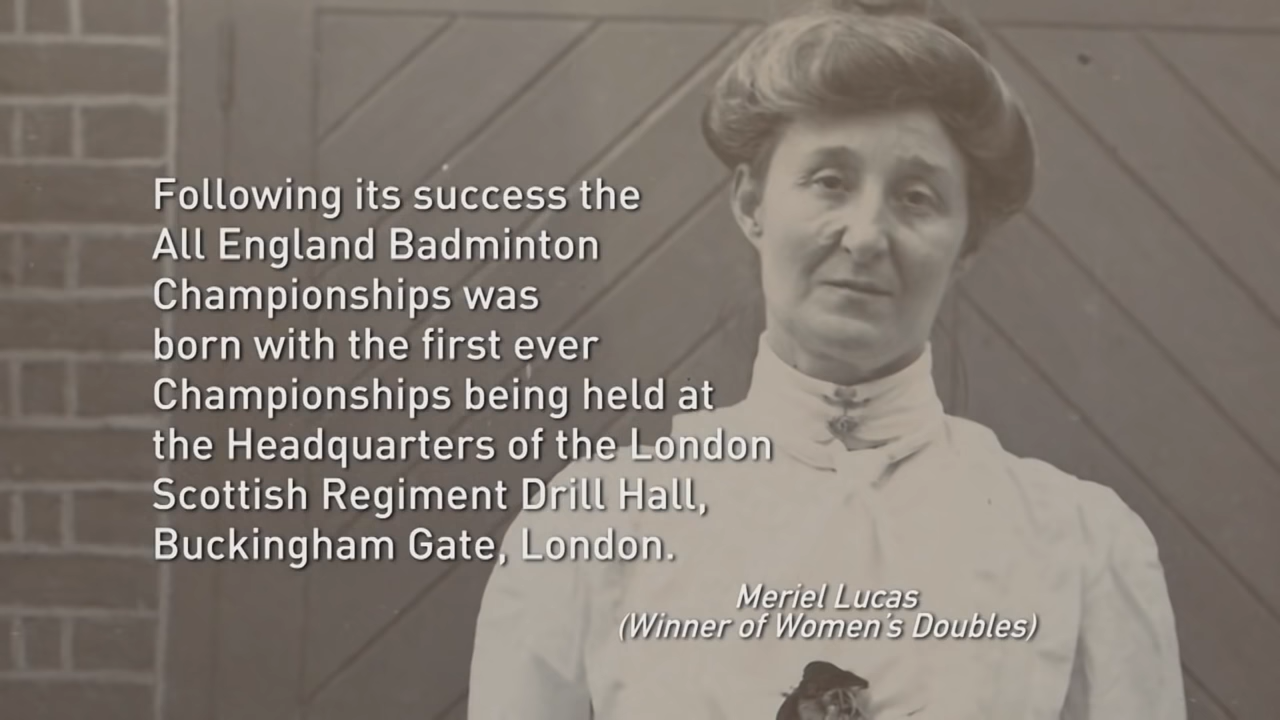 Following its success the
All England Badminton
Championships was
born with the first ever
Championships being held at
the Headquarters of the London
Scottish Regiment Drill Hall,
Buckingham Gate, London.
Meriel Lucas
(Winner of Women's Doubles)